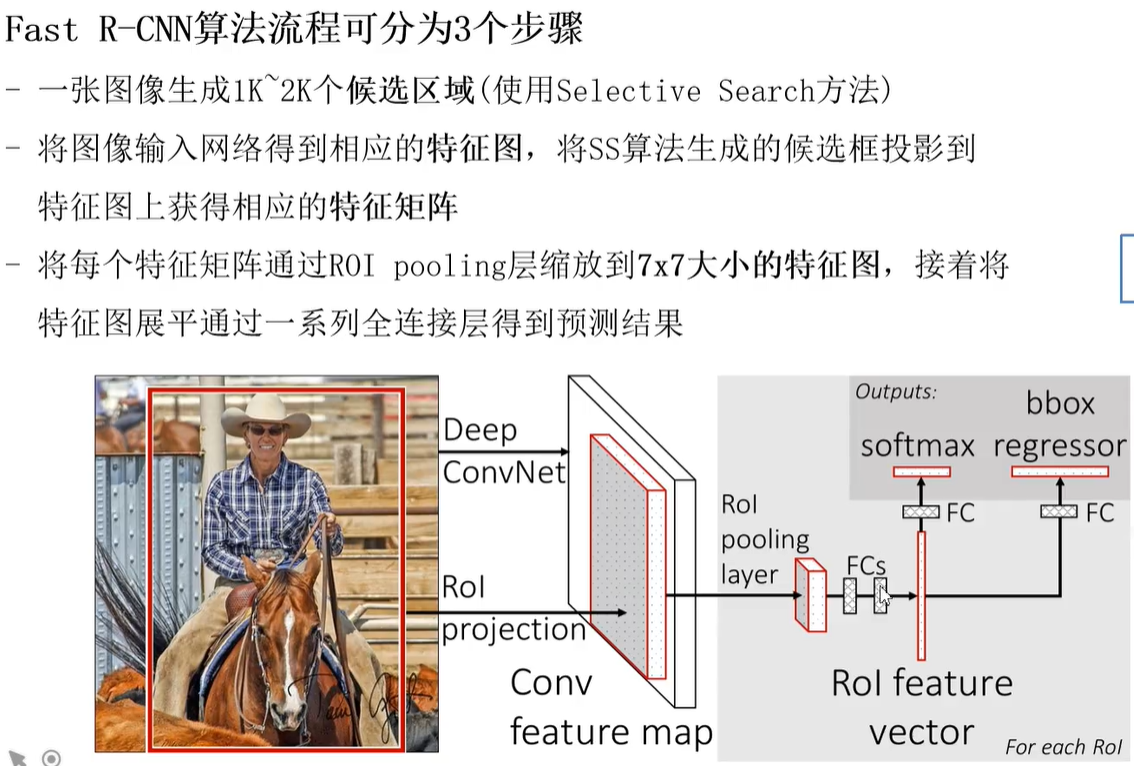 Fast R-CNN算法流程可分为3个步骤
- 一张图像生成1K~2K个候选区域(使用Selective Search方法)
- 将图像输入网络得到相应的特征图，将SS算法生成的候选框投影到
特征图上获得相应的特征矩阵
- 将每个特征矩阵通过ROI pooling层缩放到7x7大小的特征图，接着将
特征图展平通过一系列全连接层得到预测结果
Deep
ConvNet
RoI
projection
Conv
feature map
RoI
pooling
layer
FCs
Outputs:
softmax
bbox
regressor
FC
FC
RoI feature
vector
For each RoI